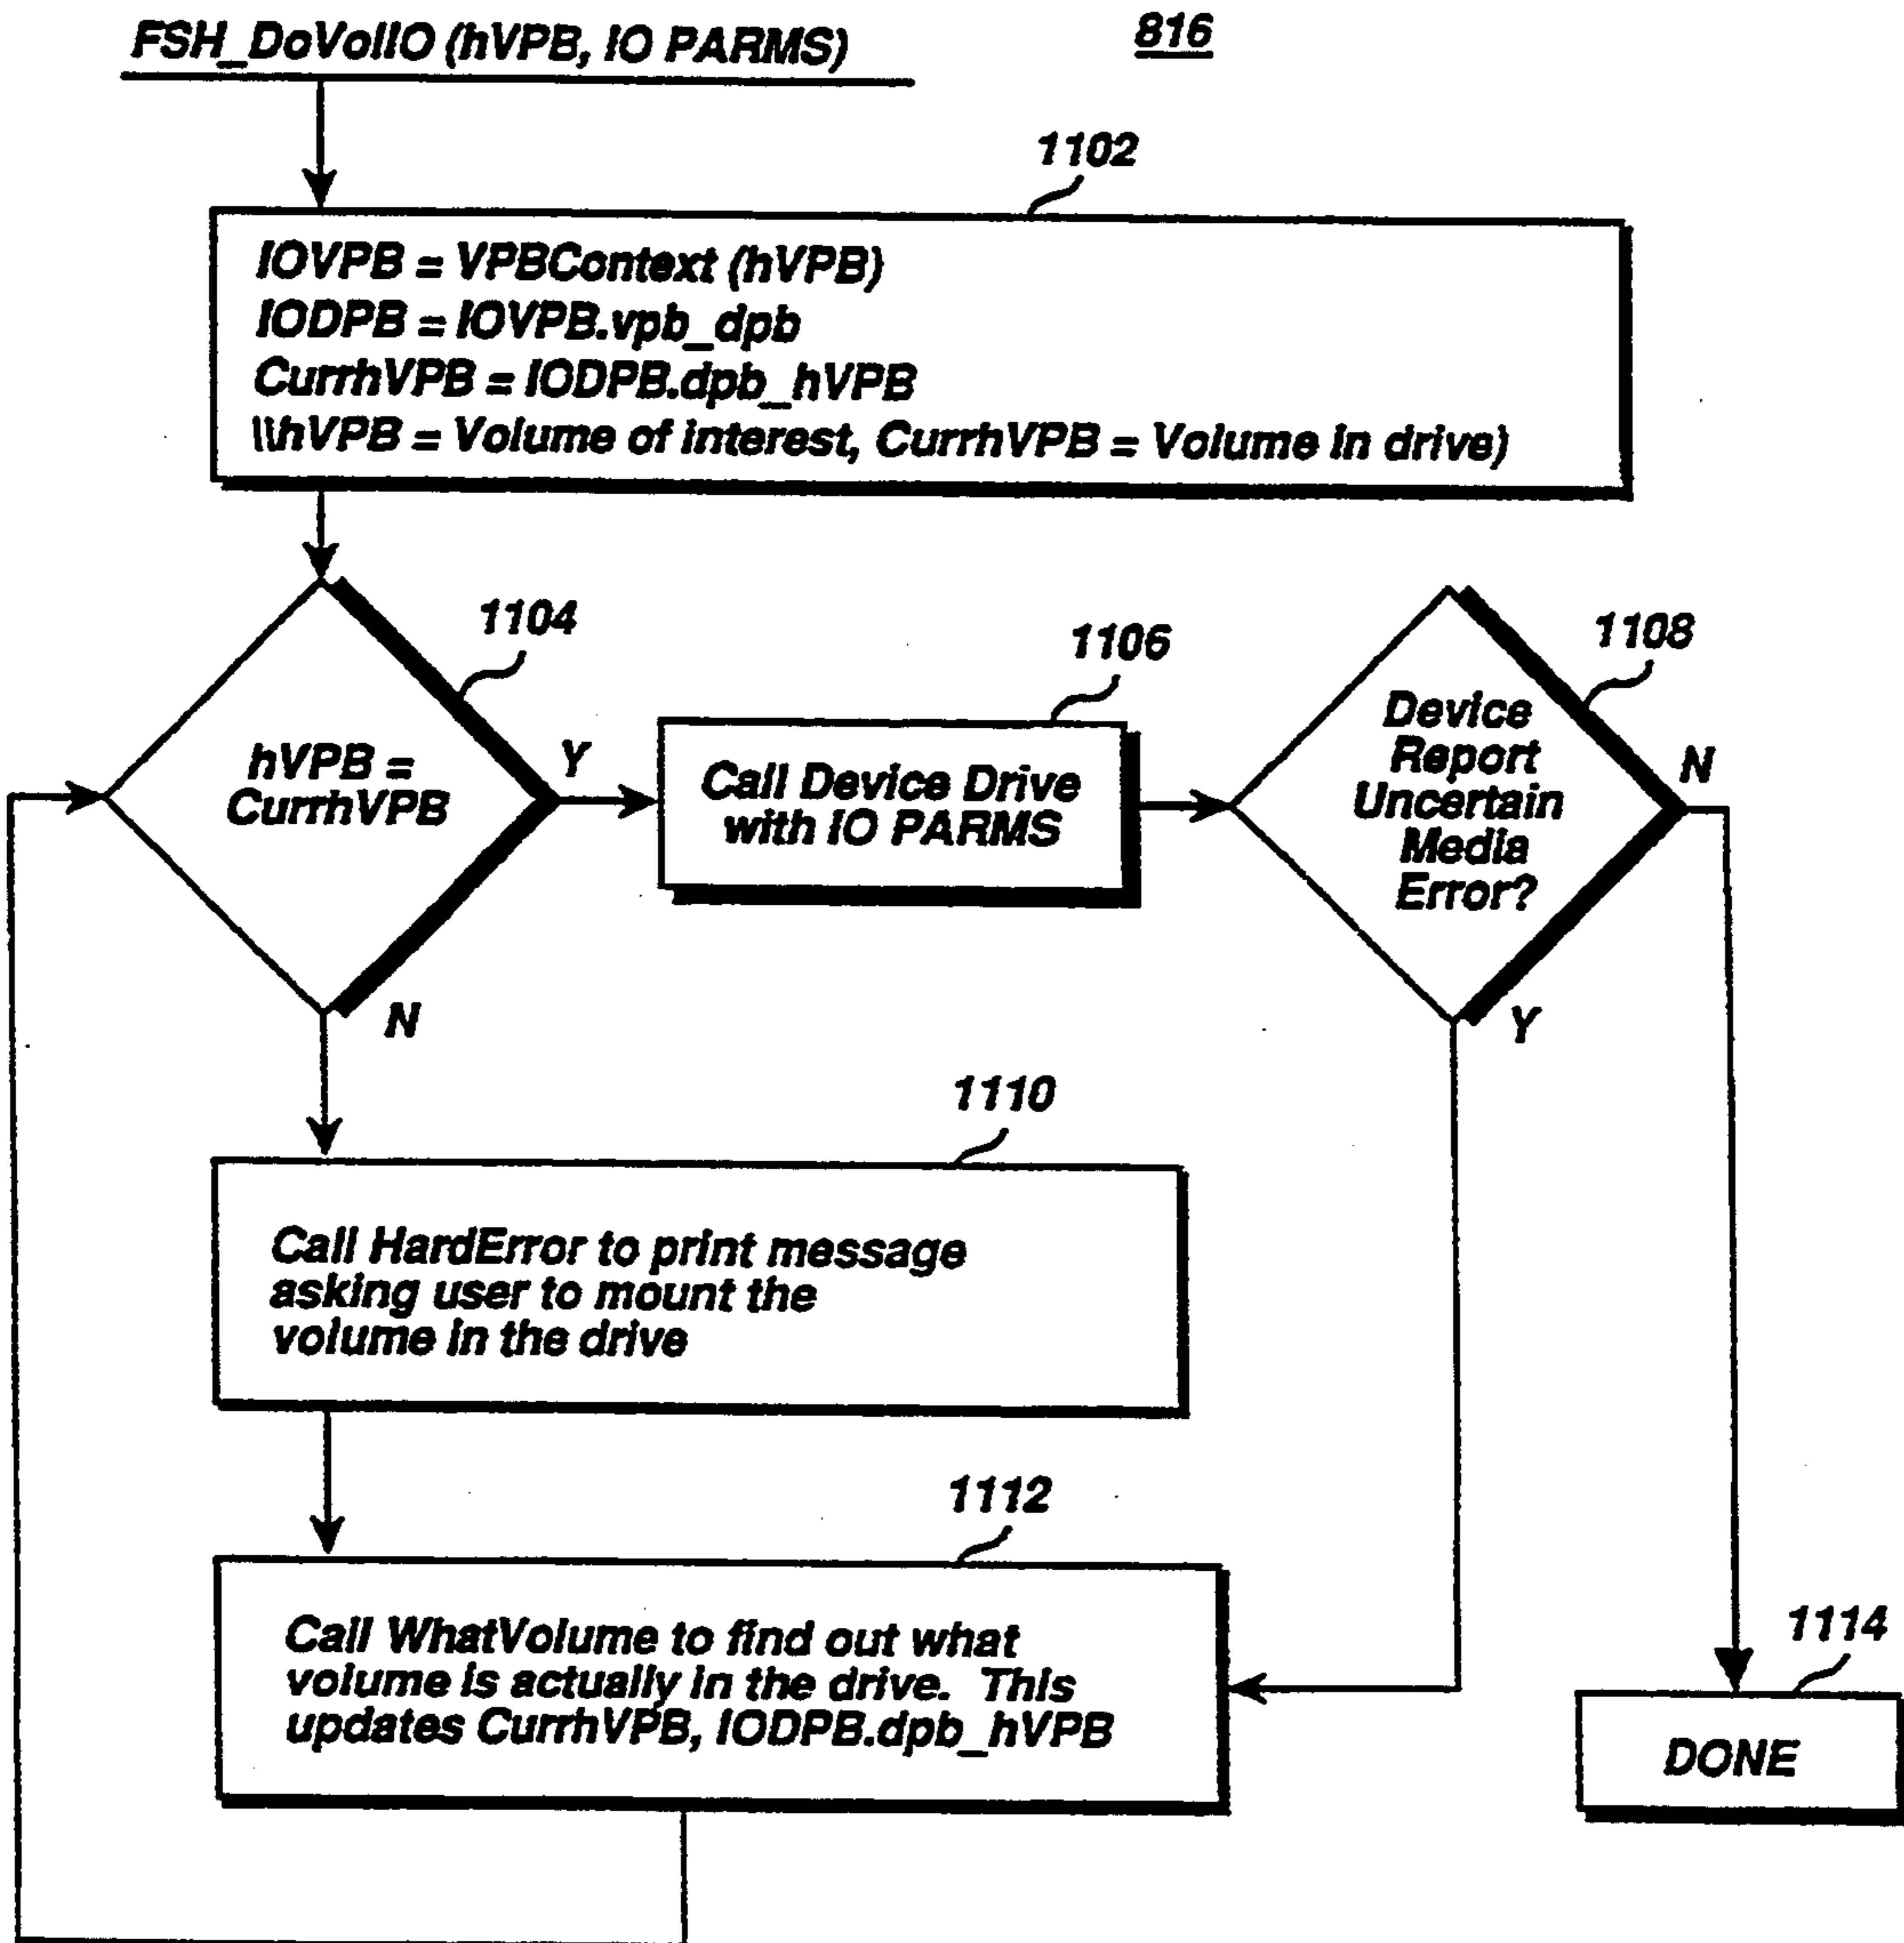 FSH_DoVolIO (hVPB, IO PARMS)
816
1102
IOVPB = VPBContext (hVPB)
IODPB = IOVPB.vpb_dpb
CurrhVPB = IODPB.dpb_hVPB
\\hVPB = Volume of interest, CurrhVPB = Volume in drive)
1104
hVPB =
CurrhVPB
Y
N
1106
Call Device Drive
with IO PARMS
1108
Device
Report
Uncertain
Media
Error?
N
Y
1110
Call HardError to print message
asking user to mount the
volume in the drive
1112
Call WhatVolume to find out what
volume is actually in the drive. This
updates CurrhVPB, IODPB.dpb_hVPB
1114
DONE